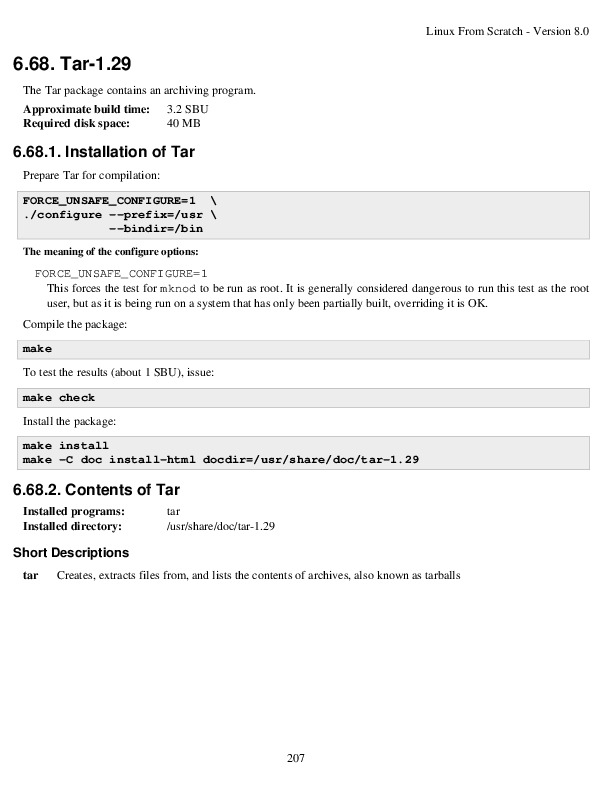 Linux From Scratch - Version 8.0
6.68. Tar-1.29
The Tar package contains an archiving program.
Approximate build time: 3.2 SBU
Required disk space: 40 MB
6.68.1. Installation of Tar
Prepare Tar for compilation:
FORCE_UNSAFE_CONFIGURE=1 \
./configure --prefix=/usr \
--bindir=/bin
The meaning of the configure options:
FORCE_UNSAFE_CONFIGURE=1
This forces the test for mknod to be run as root. It is generally considered dangerous to run this test as the root
user, but as it is being run on a system that has only been partially built, overriding it is OK.
Compile the package:
make
To test the results (about 1 SBU), issue:
make check
Install the package:
make install
make -C doc install-html docdir=/usr/share/doc/tar-1.29
6.68.2. Contents of Tar
Installed programs: tar
Installed directory: /usr/share/doc/tar-1.29
Short Descriptions
tar Creates, extracts files from, and lists the contents of archives, also known as tarballs
207